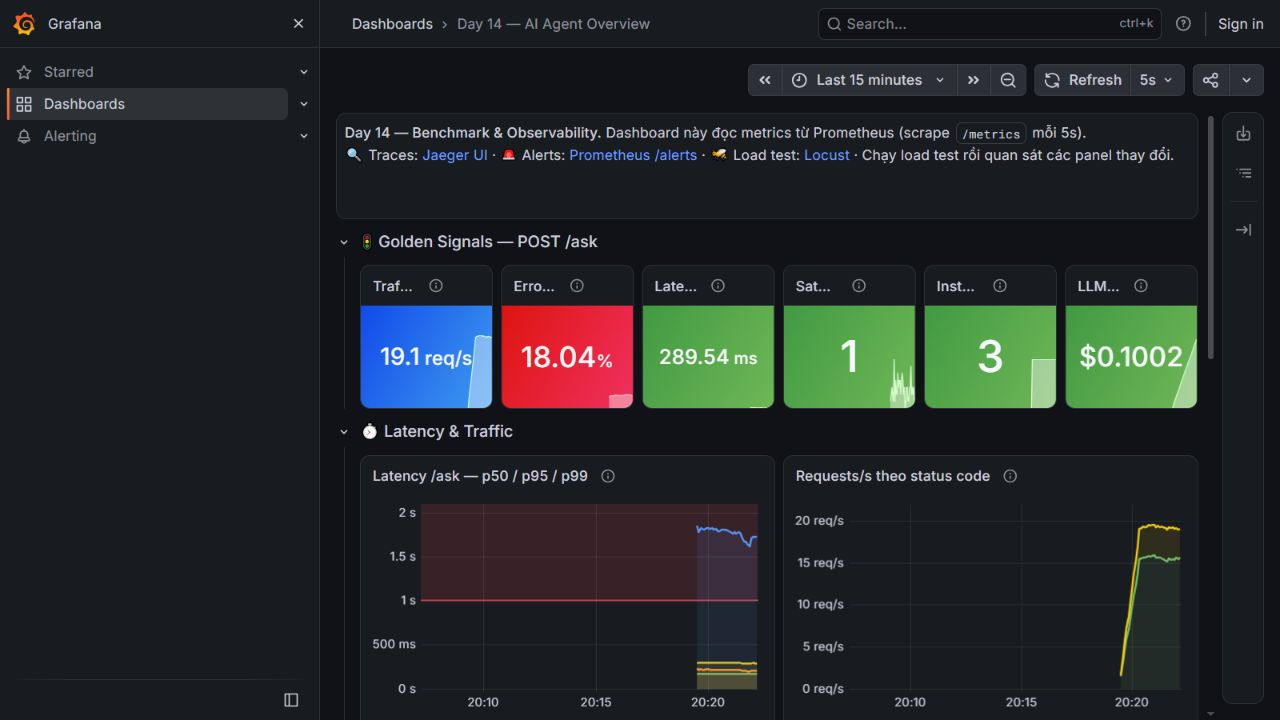 Grafana
Dashboards › Day 14 — AI Agent Overview
Search...
ctrl+k
Sign in
Starred
Dashboards
Alerting
Last 15 minutes
Refresh
5s
Day 14 — Benchmark & Observability. Dashboard này đọc metrics từ Prometheus (scrape /metrics mỗi 5s).
🔍 Traces: Jaeger UI · 🚨 Alerts: Prometheus /alerts · 🐝 Load test: Locust · Chạy load test rồi quan sát các panel thay đổi.
🚦 Golden Signals — POST /ask
Traf...
Erro...
Late...
Sat...
Inst...
LLM...
19.1 req/s
18.04%
289.54 ms
1
3
$0.1002
⏱ Latency & Traffic
Latency /ask — p50 / p95 / p99
2 s
1.5 s
1 s
500 ms
0 s
20:10
20:15
20:20
Requests/s theo status code
20 req/s
15 req/s
10 req/s
5 req/s
0 req/s
20:10
20:15
20:20